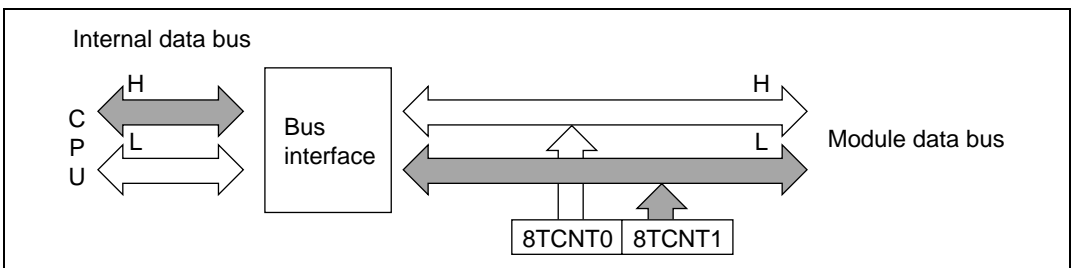 Internal data bus
H
H
C
P
U
L
L
Bus
interface
Module data bus
8TCNT0 8TCNT1